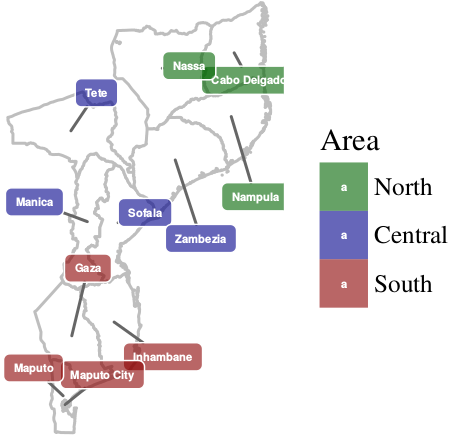 Nassa
Cabo Delgado
Tete
Nampula
Manica
Sofala
Zambezia
Gaza
Inhambane
Maputo
Maputo City
Area
a North
a Central
a South